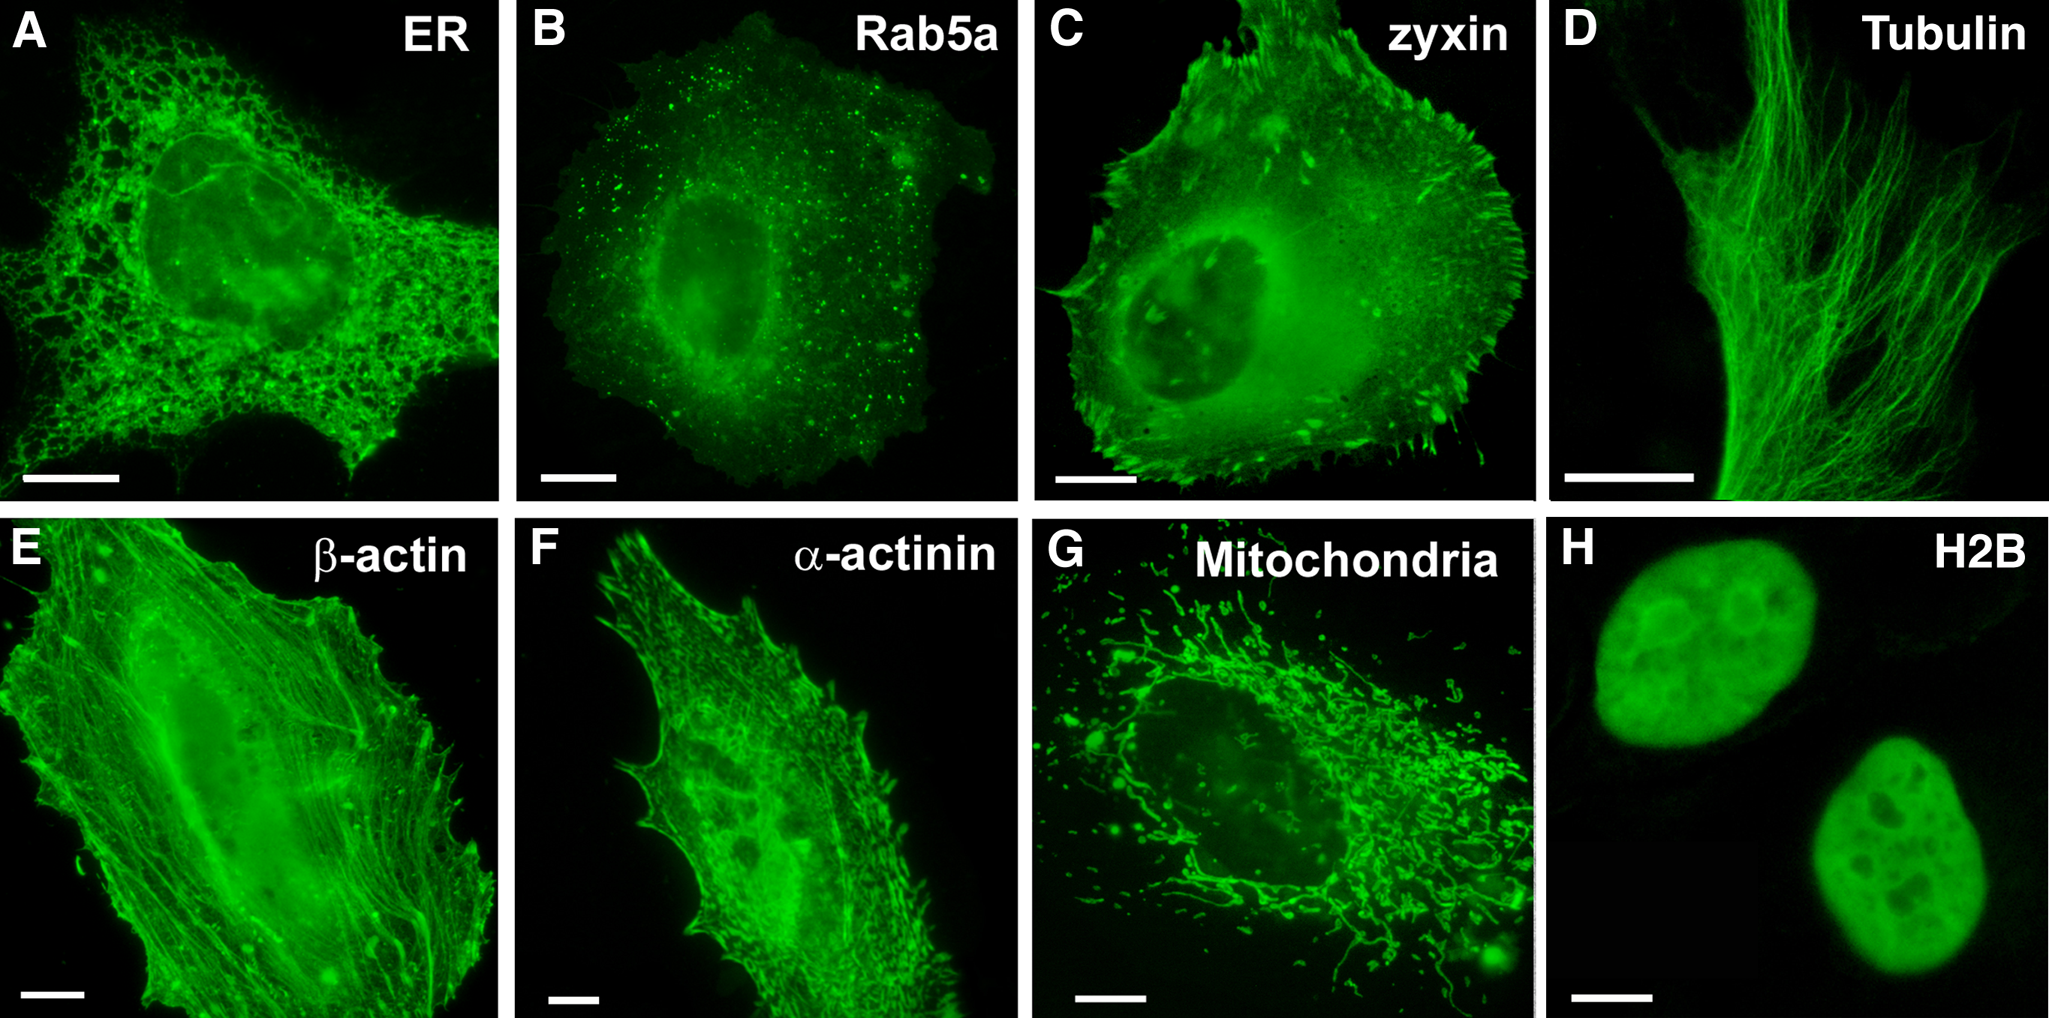 A ER
B Rab5a
C zyxin
D Tubulin
E β-actin
F α-actinin
G Mitochondria
H H2B